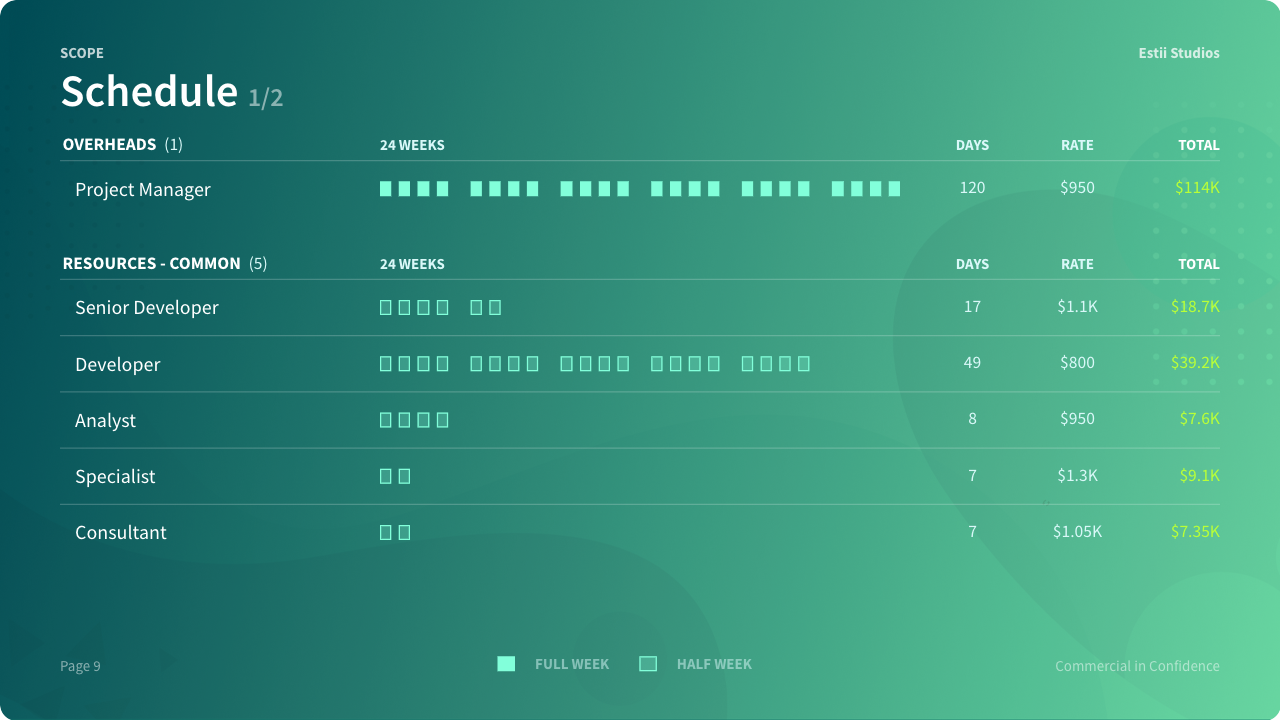 SCOPE
Estii Studios
Schedule 1/2
OVERHEADS (1) 24 WEEKS DAYS RATE TOTAL
Project Manager 120 $950 $114K
RESOURCES - COMMON (5) 24 WEEKS DAYS RATE TOTAL
Senior Developer 17 $1.1K $18.7K
Developer 49 $800 $39.2K
Analyst 8 $950 $7.6K
Specialist 7 $1.3K $9.1K
Consultant 7 $1.05K $7.35K
Page 9 FULL WEEK HALF WEEK Commercial in Confidence